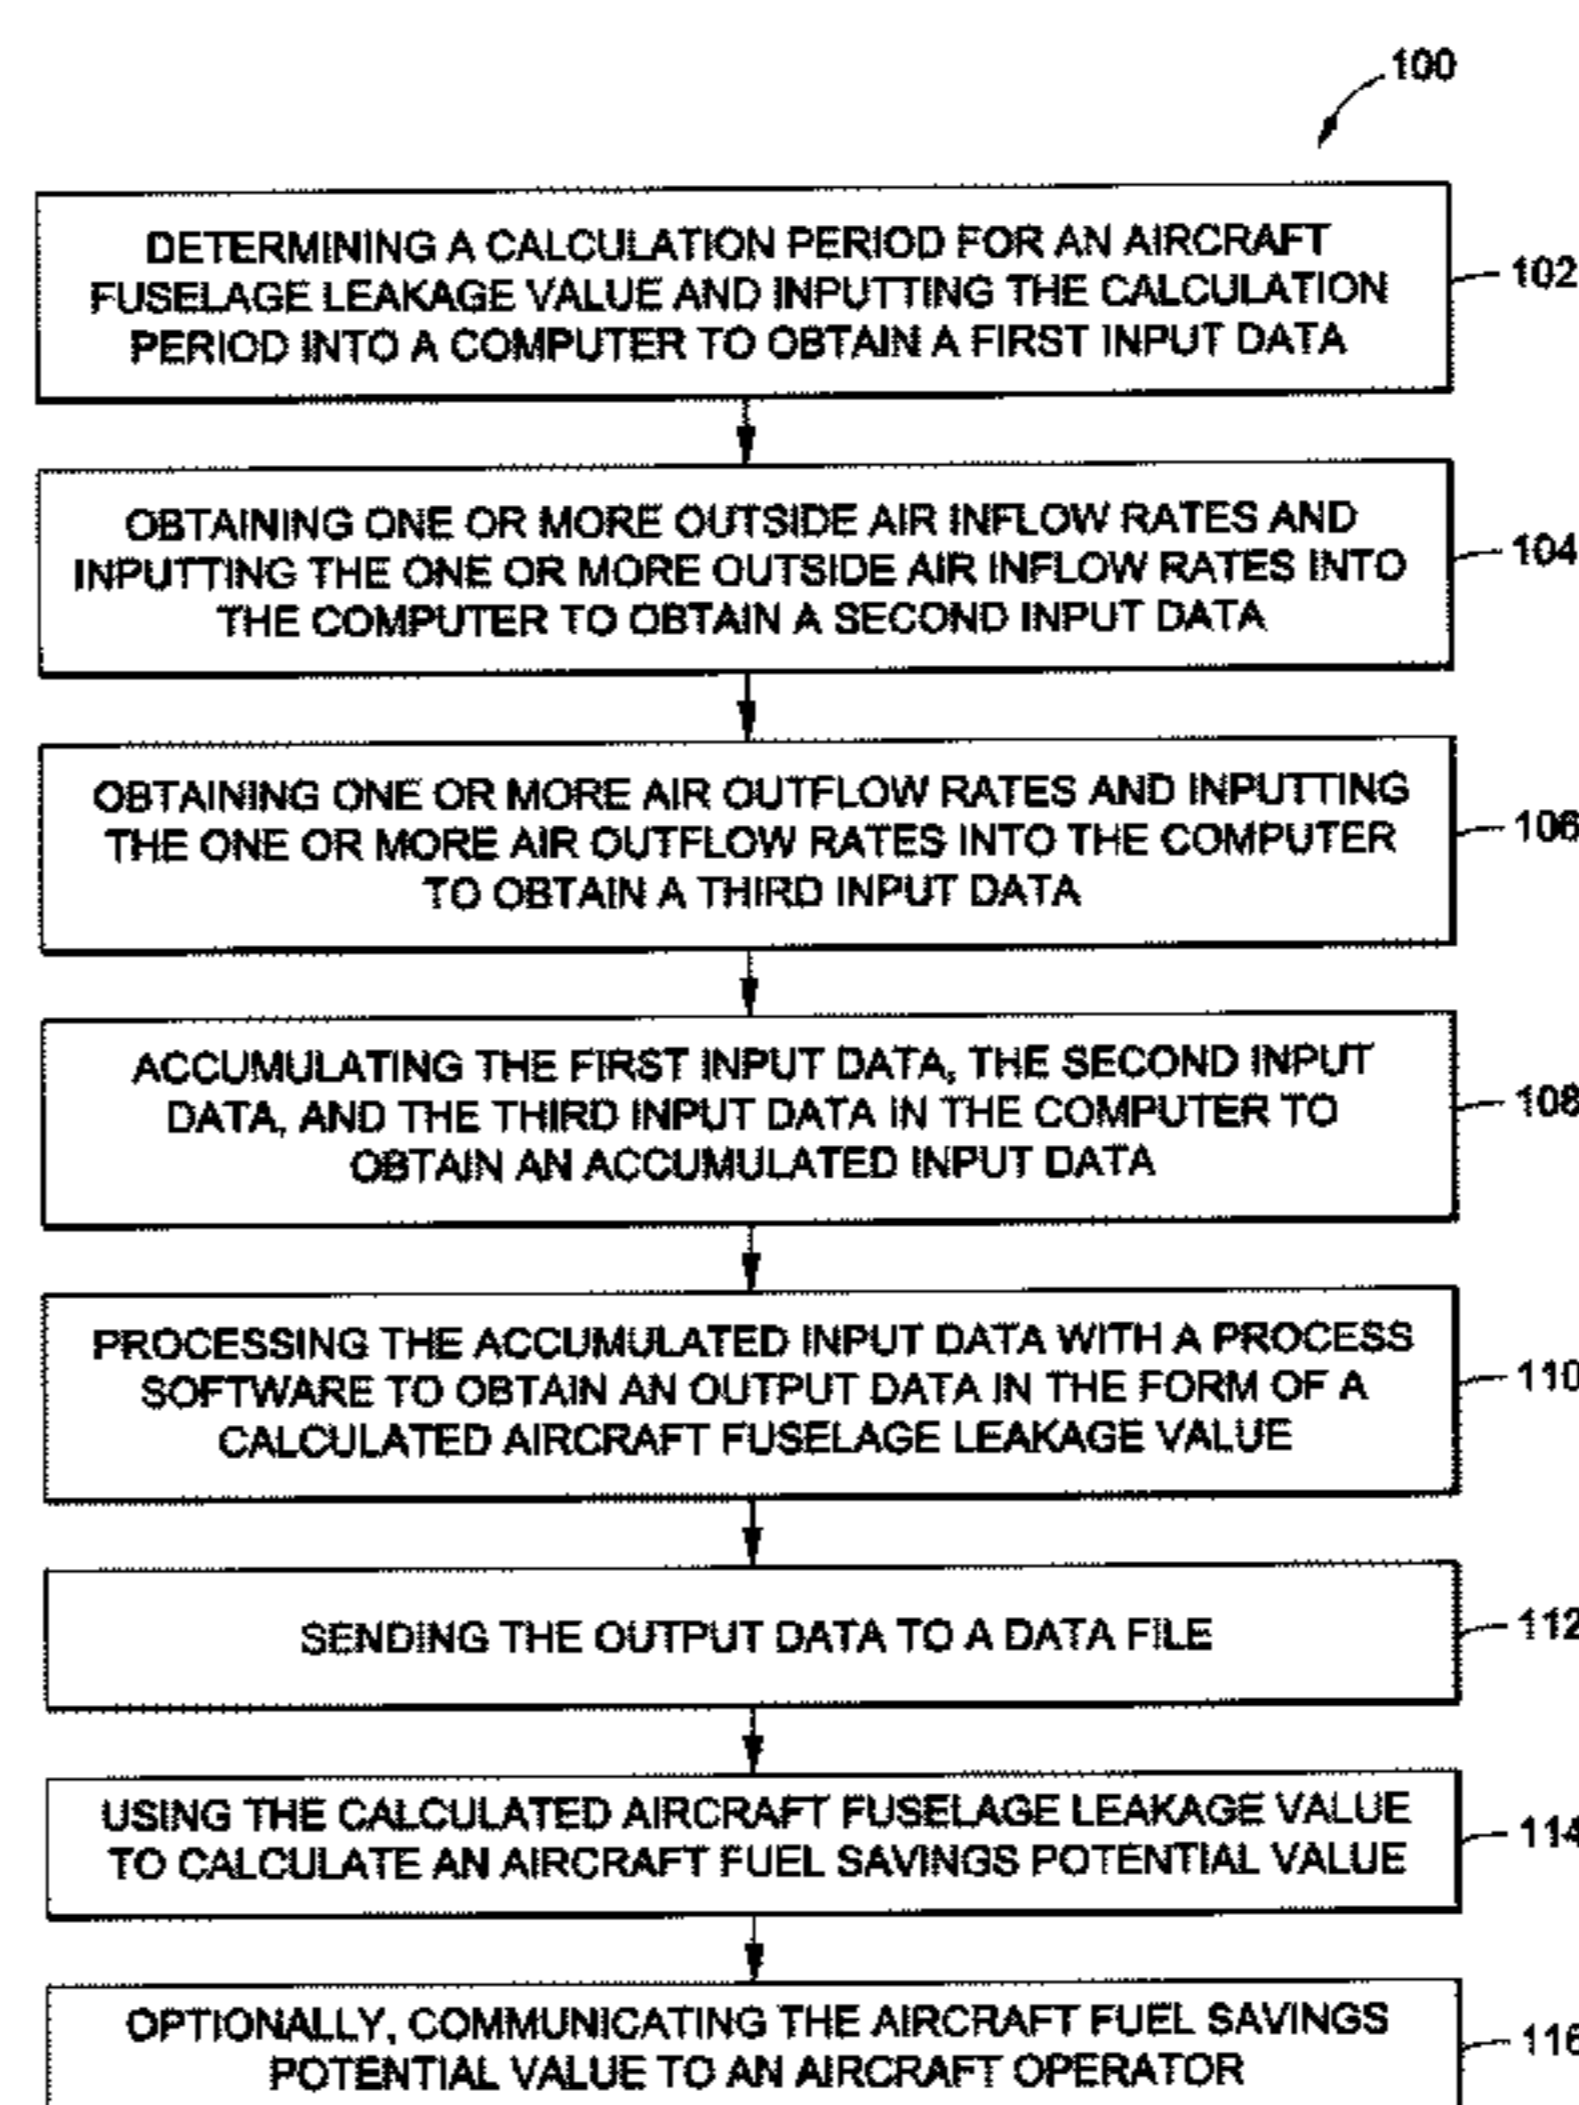 100
DETERMINING A CALCULATION PERIOD FOR AN AIRCRAFT
FUSELAGE LEAKAGE VALUE AND INPUTTING THE CALCULATION
PERIOD INTO A COMPUTER TO OBTAIN A FIRST INPUT DATA
102
OBTAINING ONE OR MORE OUTSIDE AIR INFLOW RATES AND
INPUTTING THE ONE OR MORE OUTSIDE AIR INFLOW RATES INTO
THE COMPUTER TO OBTAIN A SECOND INPUT DATA
104
OBTAINING ONE OR MORE AIR OUTFLOW RATES AND INPUTTING
THE ONE OR MORE AIR OUTFLOW RATES INTO THE COMPUTER
TO OBTAIN A THIRD INPUT DATA
106
ACCUMULATING THE FIRST INPUT DATA, THE SECOND INPUT
DATA, AND THE THIRD INPUT DATA IN THE COMPUTER TO
OBTAIN AN ACCUMULATED INPUT DATA
108
PROCESSING THE ACCUMULATED INPUT DATA WITH A PROCESS
SOFTWARE TO OBTAIN AN OUTPUT DATA IN THE FORM OF A
CALCULATED AIRCRAFT FUSELAGE LEAKAGE VALUE
110
SENDING THE OUTPUT DATA TO A DATA FILE
112
USING THE CALCULATED AIRCRAFT FUSELAGE LEAKAGE VALUE
TO CALCULATE AN AIRCRAFT FUEL SAVINGS POTENTIAL VALUE
114
OPTIONALLY, COMMUNICATING THE AIRCRAFT FUEL SAVINGS
POTENTIAL VALUE TO AN AIRCRAFT OPERATOR
116